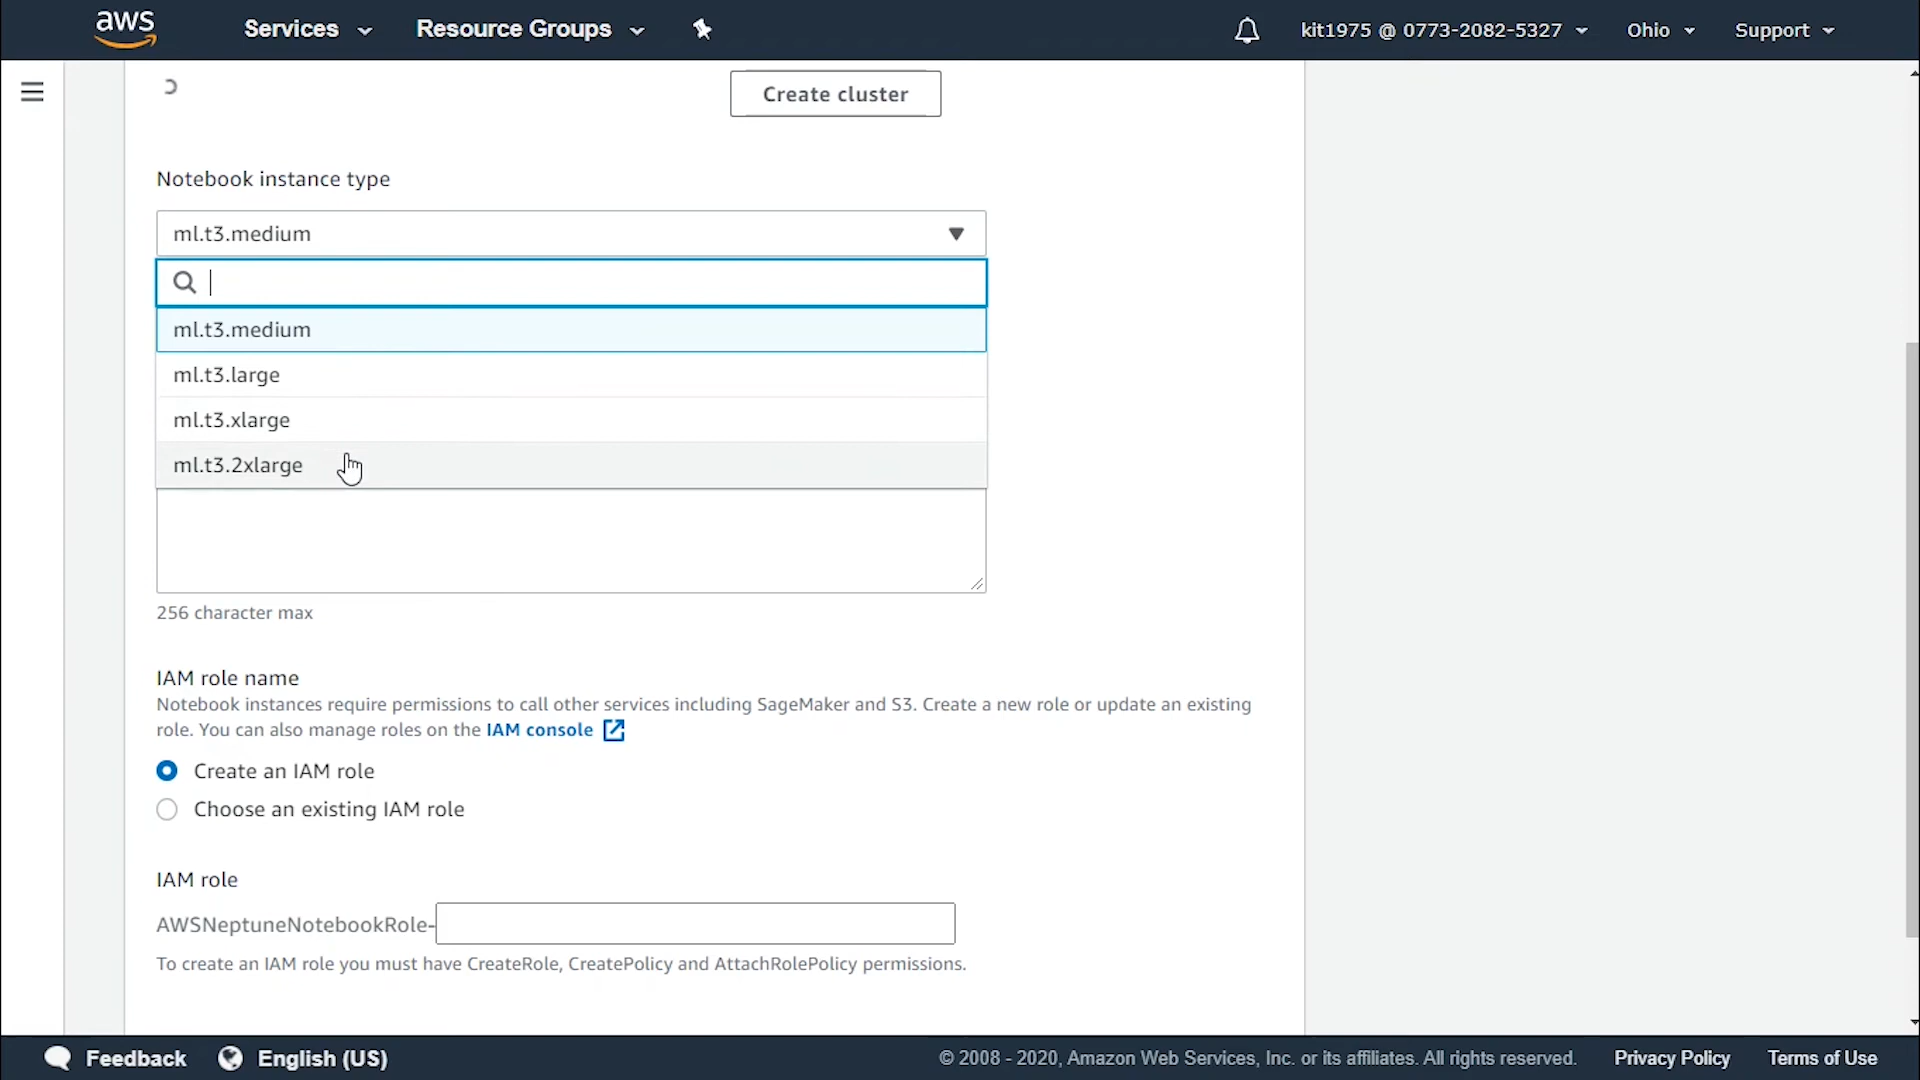 aws
Services
Resource Groups
kit1975 @ 0773-2082-5327
Ohio
Support
Create cluster
Notebook instance type
ml.t3.medium
ml.t3.medium
ml.t3.large
ml.t3.xlarge
ml.t3.2xlarge
256 character max
IAM role name
Notebook instances require permissions to call other services including SageMaker and S3. Create a new role or update an existing
role. You can also manage roles on the IAM console
Create an IAM role
Choose an existing IAM role
IAM role
AWSNeptuneNotebookRole-
To create an IAM role you must have CreateRole, CreatePolicy and AttachRolePolicy permissions.
Feedback
English (US)
© 2008 - 2020, Amazon Web Services, Inc. or its affiliates. All rights reserved.
Privacy Policy
Terms of Use